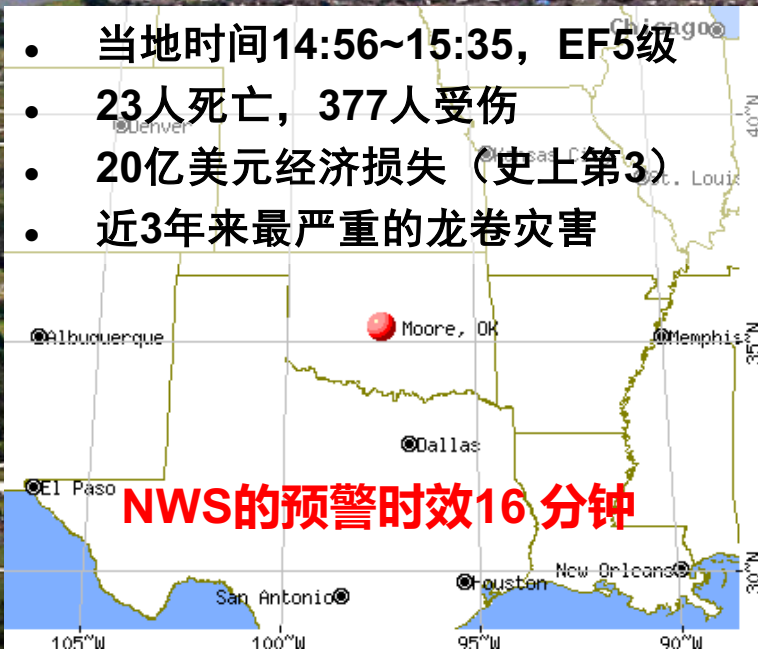 Chicago
当地时间14:56~15:35，EF5级
23人死亡，377人受伤
Denver
40°N
20亿美元经济损失（史上第3）
Kansas Ci
St. Louis
近3年来最严重的龙卷灾害
Albuquerque
Moore, OK
Memphis
35°N
Dallas
El Paso
NWS的预警时效16 分钟
New Orleans
30°N
Houston
San Antonio
105~W
100~W
95~W
90~W